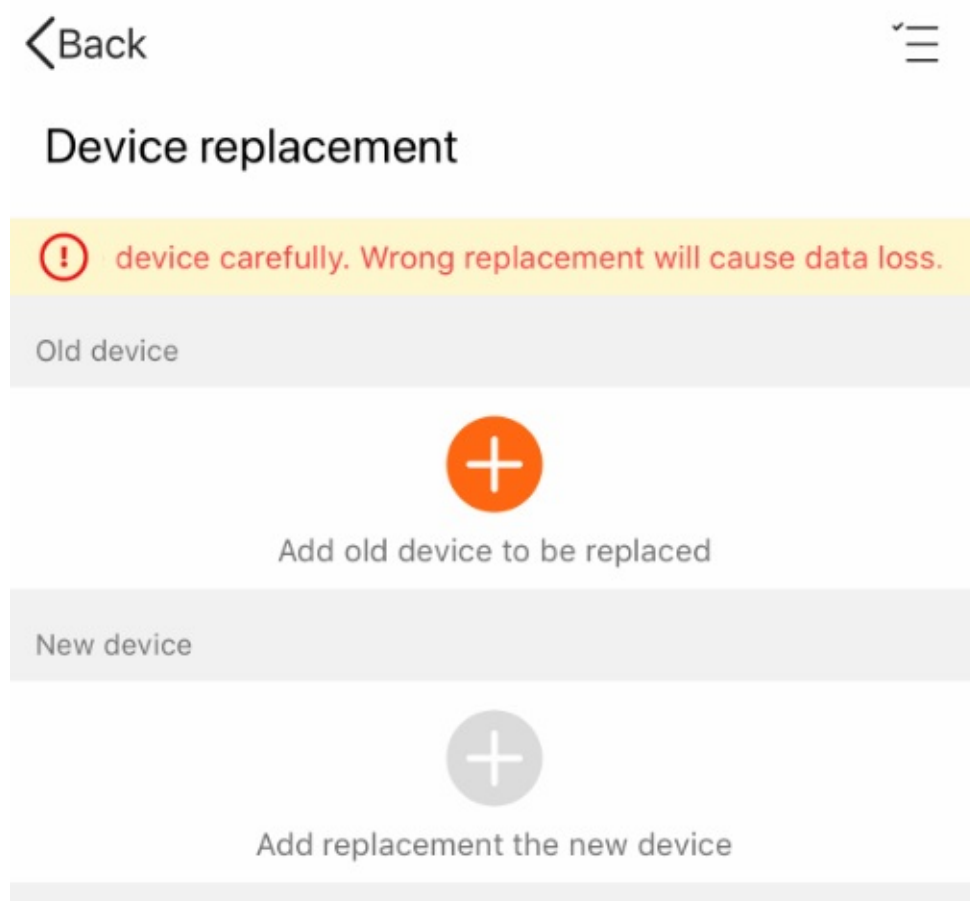 Back
Device replacement
device carefully. Wrong replacement will cause data loss.
Old device
Add old device to be replaced
New device
Add replacement the new device